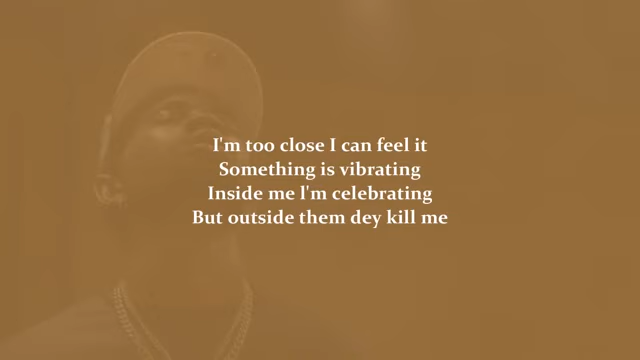 I'm too close I can feel it
Something is vibrating
Inside me I'm celebrating
But outside them dey kill me